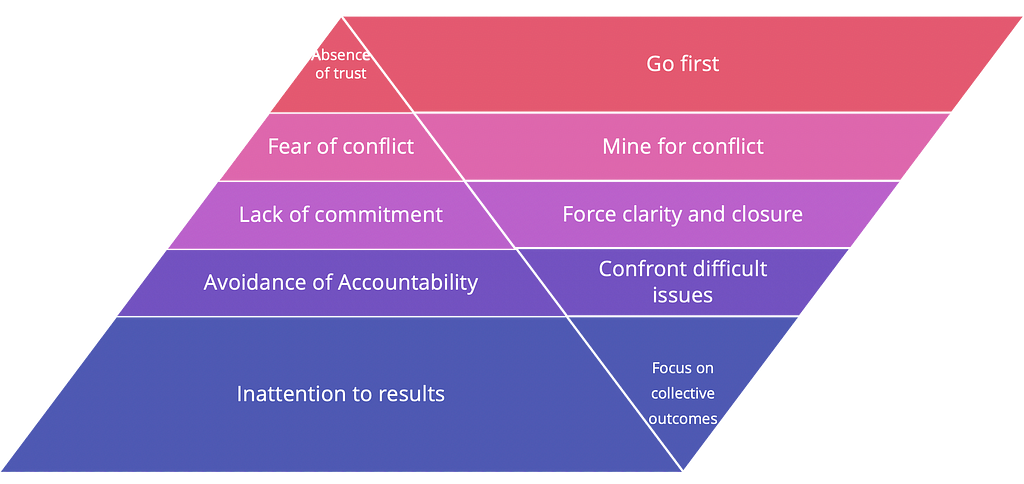 Absence
of trust
Go first
Fear of conflict
Mine for conflict
Lack of commitment
Force clarity and closure
Avoidance of Accountability
Confront difficult
issues
Inattention to results
Focus on
collective
outcomes